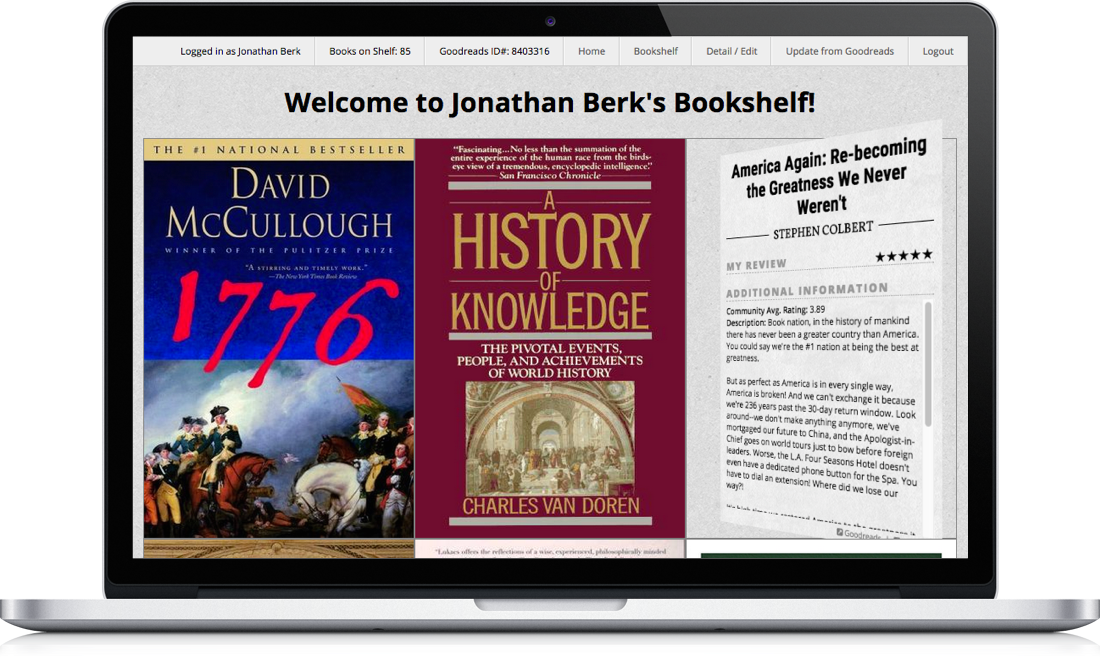 Logged in as Jonathan Berk
Books on Shelf: 85
Goodreads ID#: 8403316
Home
Bookshelf
Detail / Edit
Update from Goodreads
Logout
Welcome to Jonathan Berk's Bookshelf!
THE #1 NATIONAL BESTSELLER
DAVID
MCCULLOUGH
WINNER OF THE PULITZER PRIZE
"A STIRRING AND TIMELY WORK."
—The New York Times Book Review
1776
"Fascinating...No less than the summation of the
entire experience of the human race from the birds-
eye view of a tremendous, encyclopedic intelligence."
San Francisco Chronicle
A
HISTORY
OF
KNOWLEDGE
THE PIVOTAL EVENTS,
PEOPLE, AND ACHIEVEMENTS
OF WORLD HISTORY
CHARLES VAN DOREN
America Again: Re-becoming
the Greatness We Never
Weren't
STEPHEN COLBERT
MY REVIEW
★★★★★
ADDITIONAL INFORMATION
Community Avg. Rating: 3.89
Description: Book nation, in the history of mankind
there has never been a greater country than America.
You could say we're the #1 nation at being the best at
greatness.
But as perfect as America is in every single way,
America is broken! And we can't exchange it because
we're 236 years past the 30-day return window. Look
around--we don't make anything anymore, we've
mortgaged our future to China, and the Apologist-in-
Chief goes on world tours just to bow before foreign
leaders. Worse, the L.A. Four Seasons Hotel doesn't
even have a dedicated phone button for the Spa. You
have to dial an extension! Where did we lose our
way?!
Goodreads
"Lukacs offers the reflections of a wise, experienced, philosophically minded